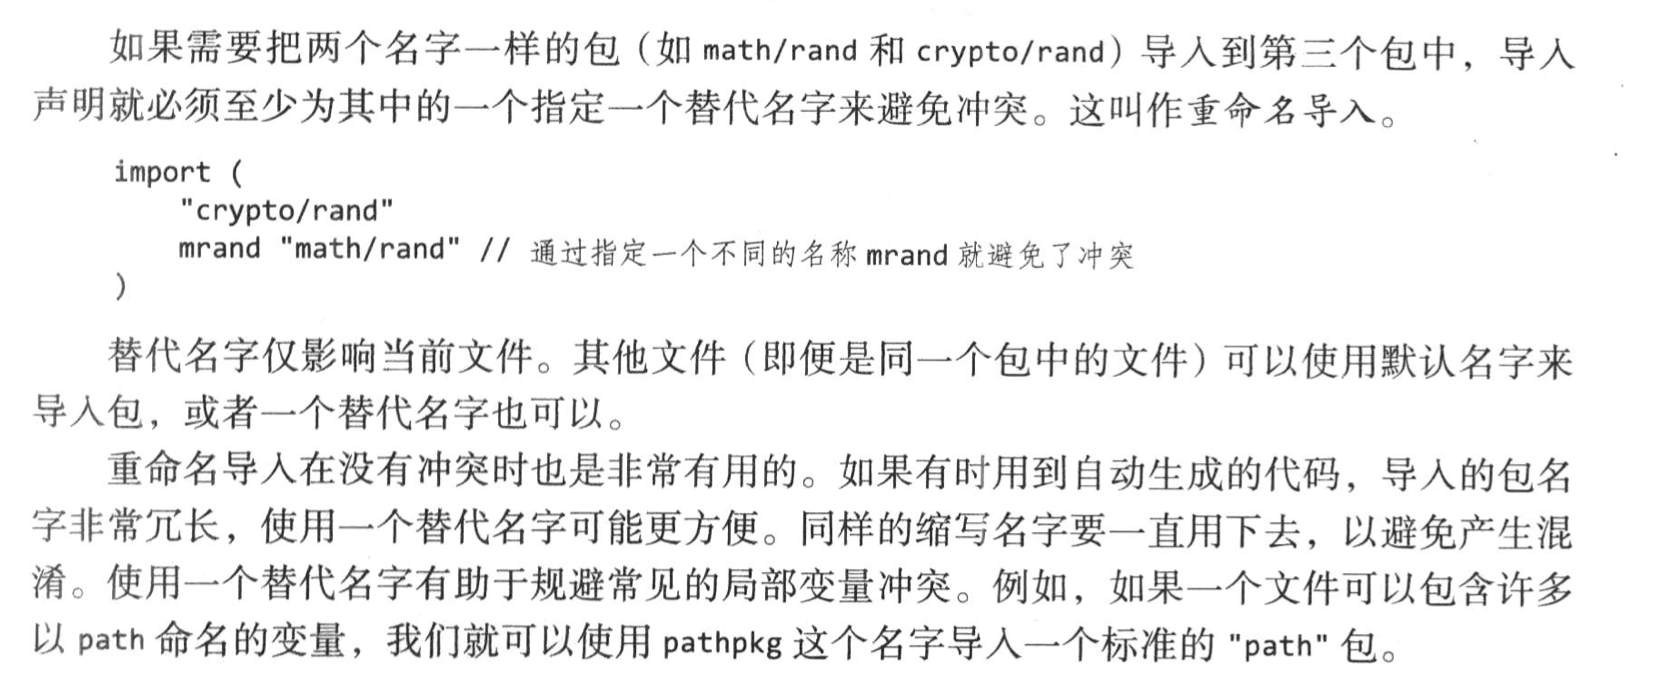 如果需要把两个名字一样的包（如 math/rand 和 crypto/rand）导入到第三个包中，导入
声明就必须至少为其中的一个指定一个替代名字来避免冲突。这叫作重命名导入。
import (
    "crypto/rand"
    mrand "math/rand" // 通过指定一个不同的名称 mrand 就避免了冲突
)
替代名字仅影响当前文件。其他文件（即便是同一个包中的文件）可以使用默认名字来
导入包，或者一个替代名字也可以。
重命名导入在没有冲突时也是非常有用的。如果有时用到自动生成的代码，导入的包名
字非常冗长，使用一个替代名字可能更方便。同样的缩写名字要一直用下去，以避免产生混
淆。使用一个替代名字有助于规避常见的局部变量冲突。例如，如果一个文件可以包含许多
以 path 命名的变量，我们就可以使用 pathpkg 这个名字导入一个标准的 "path" 包。